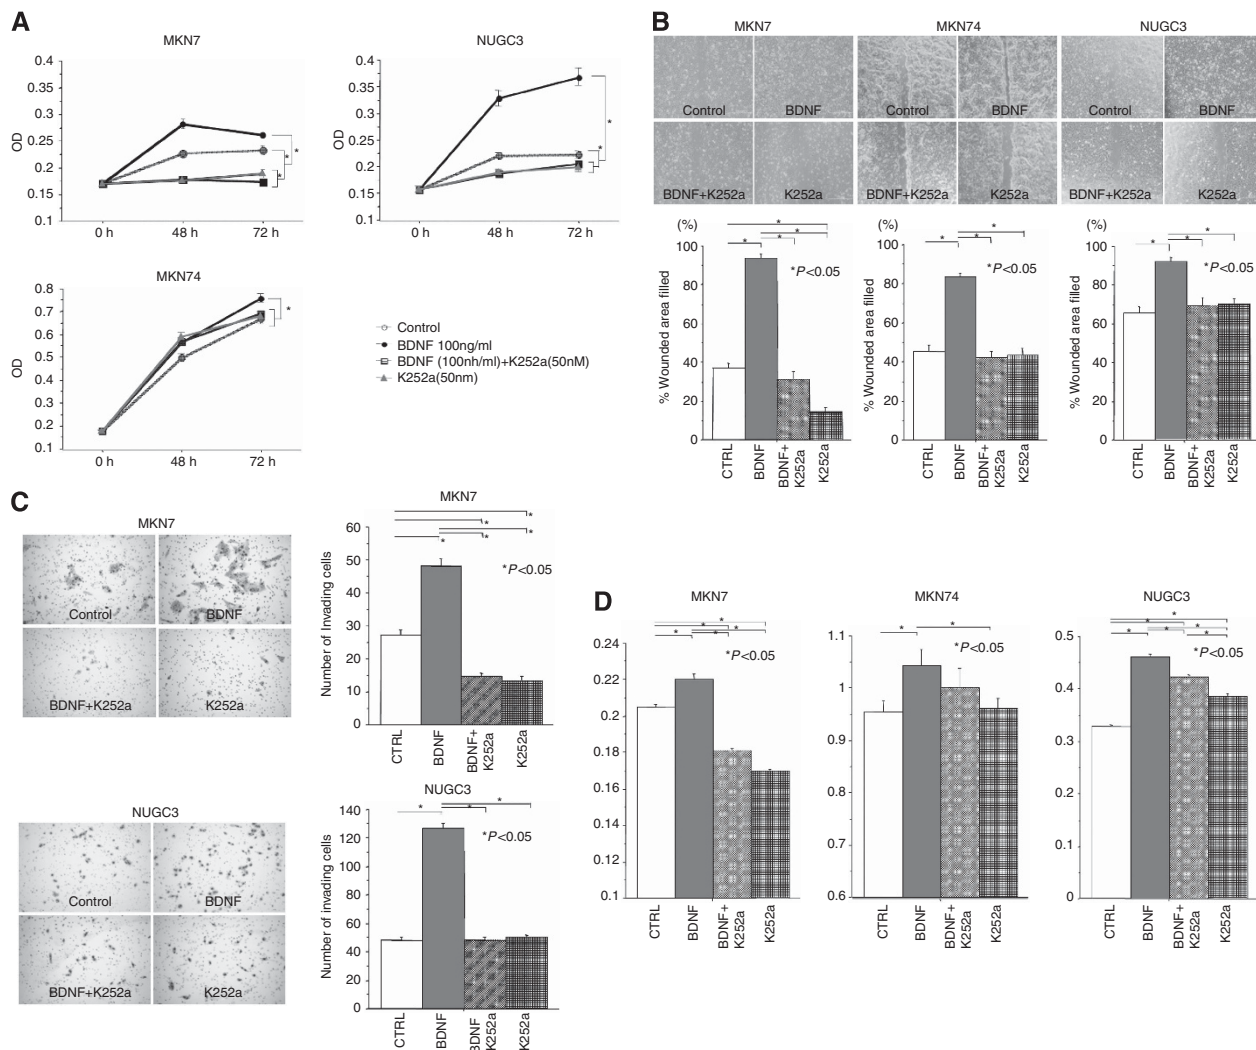 A
MKN7
0.4
0.35
0.3
0.25
0.2
0.15
0.1
OD
0 h
48 h
72 h
*
*
*
NUGC3
0.4
0.35
0.3
0.25
0.2
0.15
0.1
OD
0 h
48 h
72 h
*
*
MKN74
0.8
0.7
0.6
0.5
0.4
0.3
0.2
0.1
OD
0 h
48 h
72 h
*
Control
BDNF 100ng/ml
BDNF (100nh/ml)+K252a(50nM)
K252a(50nm)
B
MKN7
MKN74
NUGC3
Control
BDNF
Control
BDNF
Control
BDNF
BDNF+K252a
K252a
BDNF+K252a
K252a
BDNF+K252a
K252a
(%)
100
80
60
40
20
0
% Wounded area filled
*
*
*
*
*P<0.05
CTRL
BDNF
BDNF+
K252a
K252a
(%)
100
80
60
40
20
0
% Wounded area filled
*
*
*
*P<0.05
CTRL
BDNF
BDNF+
K252a
K252a
(%)
100
80
60
40
20
0
% Wounded area filled
*
*
*
*P<0.05
CTRL
BDNF
BDNF+
K252a
K252a
C
MKN7
Control
BDNF
BDNF+K252a
K252a
MKN7
60
50
40
30
20
10
0
Number of Invading cells
*
*
*
*
*
*P<0.05
CTRL
BDNF
BDNF+
K252a
K252a
NUGC3
Control
BDNF
BDNF+K252a
K252a
NUGC3
140
120
100
80
60
40
20
0
Number of invading cells
*
*
*
*P<0.05
CTRL
BDNF
BDNF
K252a
K252a
D
MKN7
0.24
0.22
0.2
0.18
0.16
0.14
0.12
0.1
*
*
*
*
*
*P<0.05
CTRL
BDNF
BDNF+
K252a
K252a
MKN74
1.1
1
0.9
0.8
0.7
0.6
*
*
*P<0.05
CTRL
BDNF
BDNF+
K252a
K252a
NUGC3
0.5
0.4
0.3
0.2
0.1
0
*
*
*
*
*
*
*P<0.05
CTRL
BDNF
BDNF+
K252a
K252a